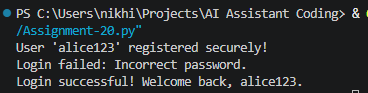 PS C:\Users\nikhi\Projects\AI Assistant Coding> &
/Assignment-20.py"
User 'alice123' registered securely!
Login failed: Incorrect password.
Login successful! Welcome back, alice123.